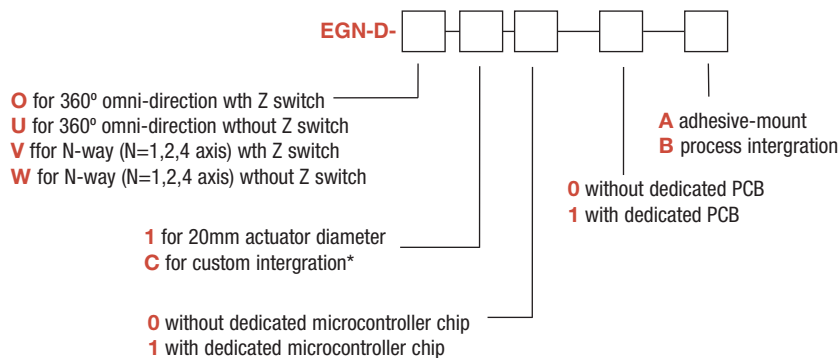 EGN-D-
O for 360º omni-direction wth Z switch
U for 360º omni-direction wthout Z switch
V ffor N-way (N=1,2,4 axis) wth Z switch
W for N-way (N=1,2,4 axis) wthout Z switch
A adhesive-mount
B process intergration
0 without dedicated PCB
1 with dedicated PCB
1 for 20mm actuator diameter
C for custom intergration*
0 without dedicated microcontroller chip
1 with dedicated microcontroller chip